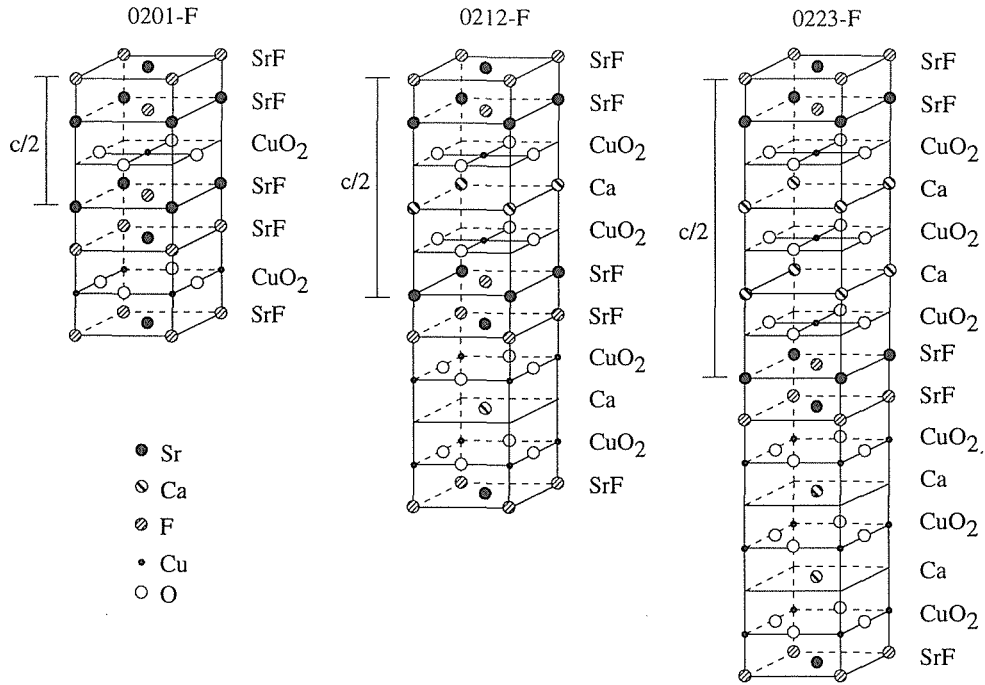 0201-F
SrF
SrF
CuO2
SrF
SrF
CuO2
SrF
c/2
0212-F
SrF
SrF
CuO2
Ca
CuO2
SrF
SrF
CuO2
Ca
CuO2
SrF
c/2
0223-F
SrF
SrF
CuO2
Ca
CuO2
Ca
CuO2
SrF
SrF
CuO2
Ca
CuO2
Ca
CuO2
SrF
c/2
Sr
Ca
F
Cu
O